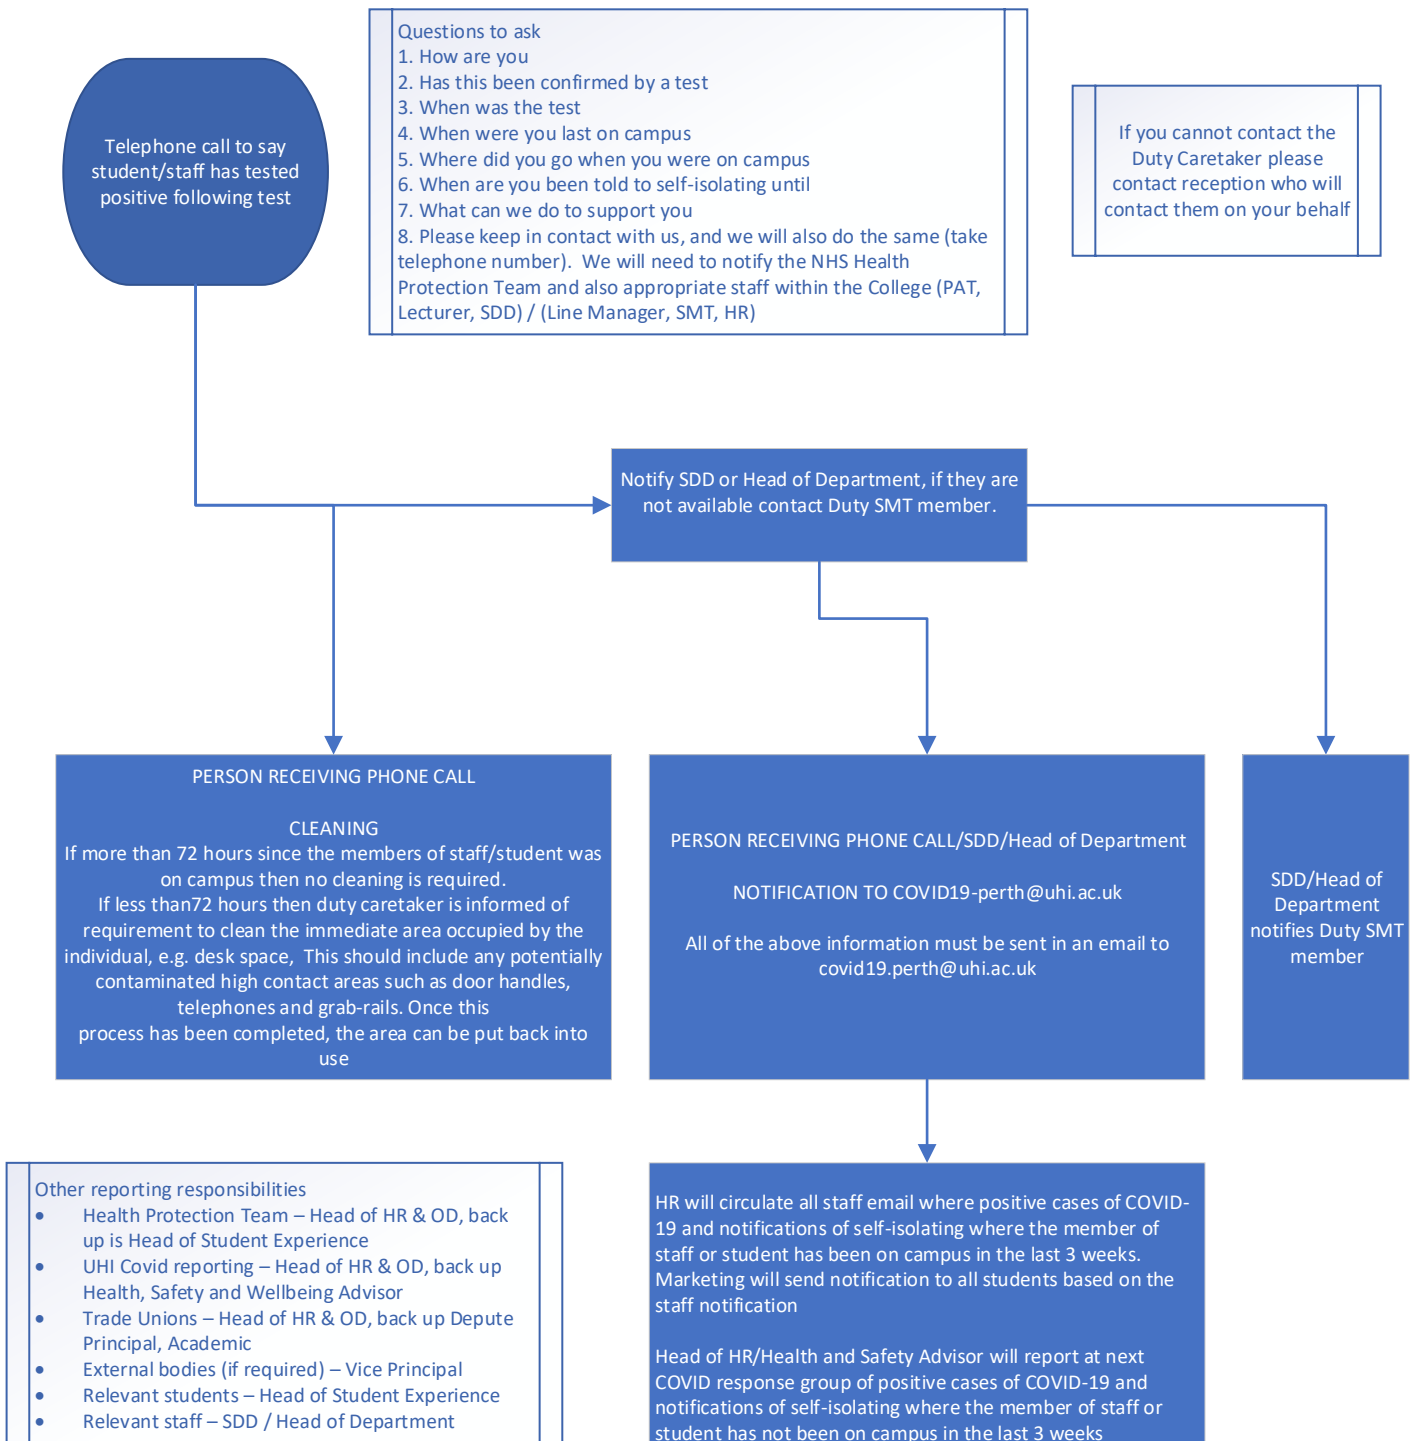 Questions to ask
1. How are you
2. Has this been confirmed by a test
3. When was the test
4. When were you last on campus
5. Where did you go when you were on campus
6. When are you been told to self-isolating until
7. What can we do to support you
8. Please keep in contact with us, and we will also do the same (take
telephone number).  We will need to notify the NHS Health
Protection Team and also appropriate staff within the College (PAT,
Lecturer, SDD) / (Line Manager, SMT, HR)
Telephone call to say
student/staff has tested
positive following test
If you cannot contact the
Duty Caretaker please
contact reception who will
contact them on your behalf
Notify SDD or Head of Department, if they are
not available contact Duty SMT member.
PERSON RECEIVING PHONE CALL
CLEANING
If more than 72 hours since the members of staff/student was
on campus then no cleaning is required.
If less than72 hours then duty caretaker is informed of
requirement to clean the immediate area occupied by the
individual, e.g. desk space,  This should include any potentially
contaminated high contact areas such as door handles,
telephones and grab-rails. Once this
process has been completed, the area can be put back into
use
PERSON RECEIVING PHONE CALL/SDD/Head of Department
NOTIFICATION TO COVID19-perth@uhi.ac.uk
All of the above information must be sent in an email to
covid19.perth@uhi.ac.uk
SDD/Head of
Department
notifies Duty SMT
member
Other reporting responsibilities
• Health Protection Team – Head of HR & OD, back
up is Head of Student Experience
• UHI Covid reporting – Head of HR & OD, back up
Health, Safety and Wellbeing Advisor
• Trade Unions – Head of HR & OD, back up Depute
Principal, Academic
• External bodies (if required) – Vice Principal
• Relevant students – Head of Student Experience
• Relevant staff – SDD / Head of Department
HR will circulate all staff email where positive cases of COVID-
19 and notifications of self-isolating where the member of
staff or student has been on campus in the last 3 weeks.
Marketing will send notification to all students based on the
staff notification
Head of HR/Health and Safety Advisor will report at next
COVID response group of positive cases of COVID-19 and
notifications of self-isolating where the member of staff or
student has not been on campus in the last 3 weeks